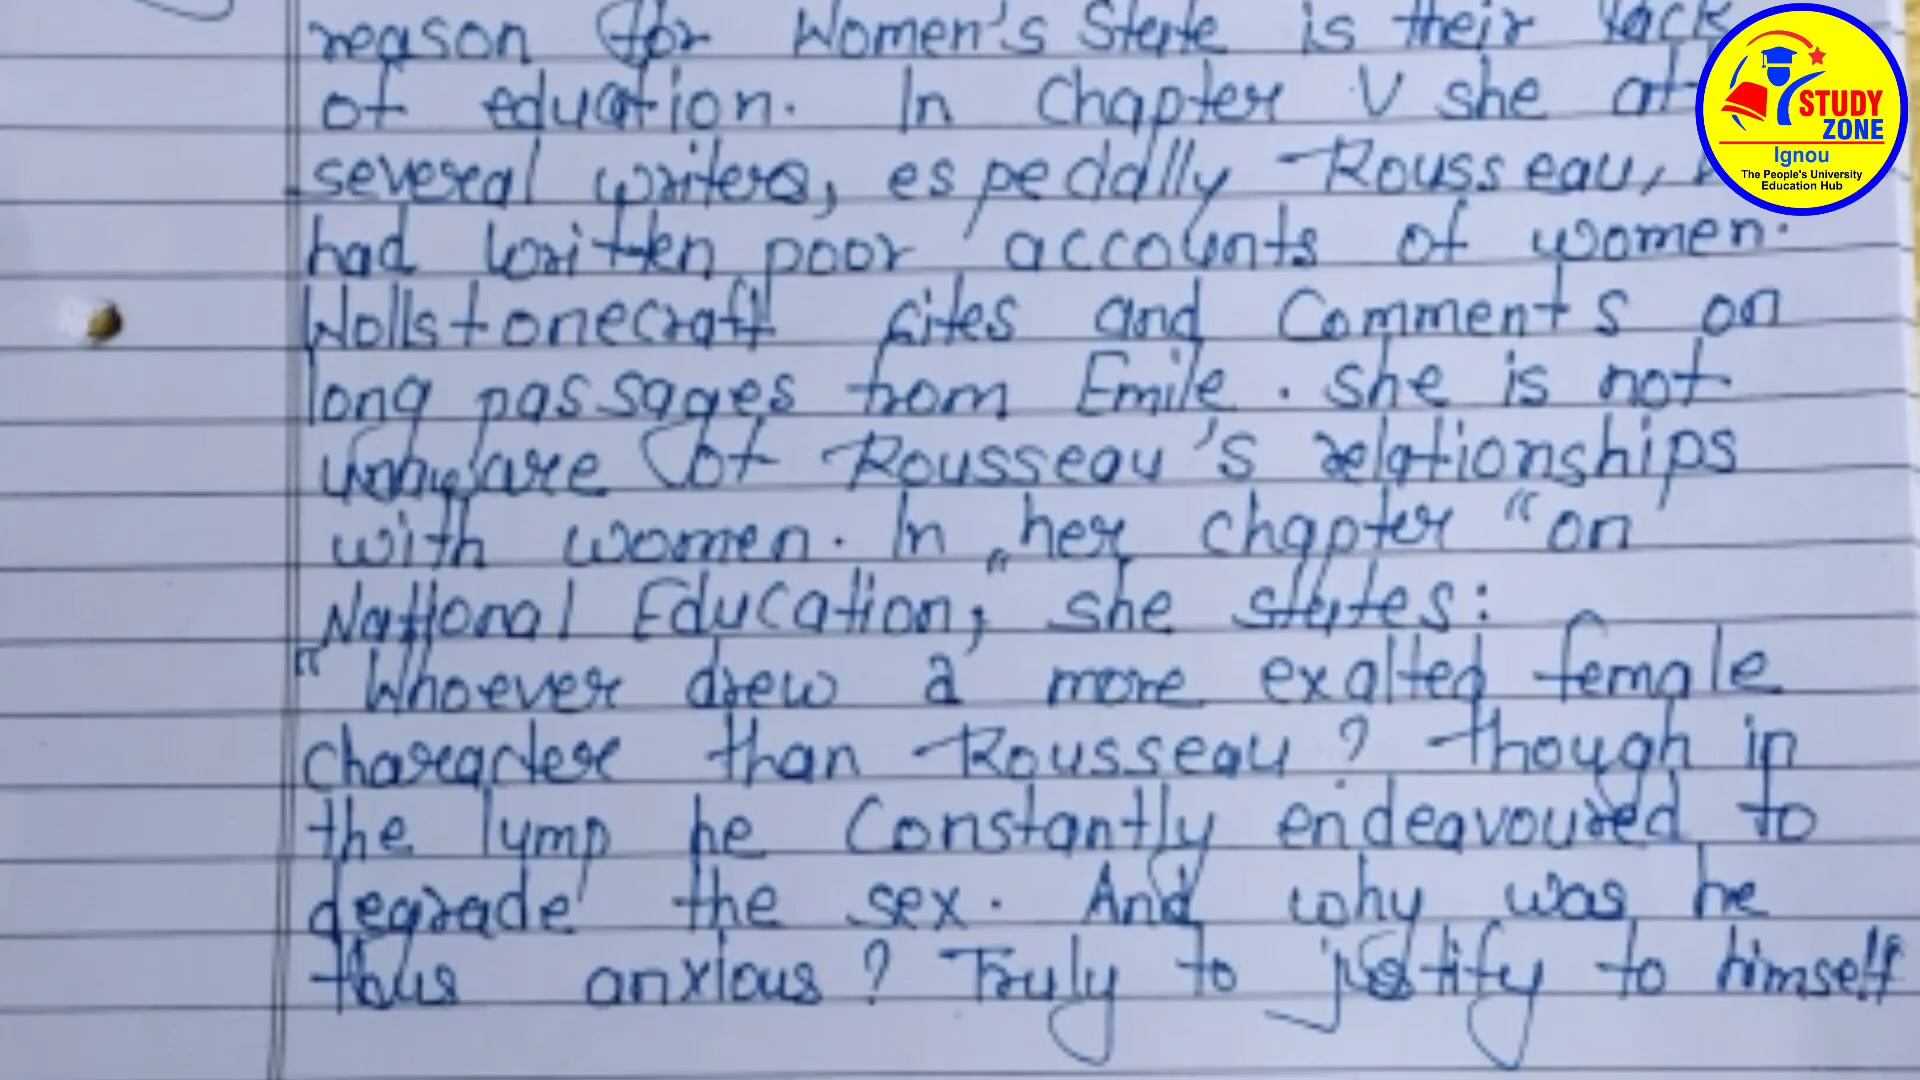 reason for Women's State is their lack
of education. In Chapter V she
several writers, especially Rousseau,
had written poor accounts of women.
Wollstonecraft cites and Comments on
long passages from Emile. she is not
unaware of Rousseau's relationships
with women. In her chapter "on
National Education," she states:
"Whoever drew a more exalted female
character than Rousseau? Though in
the lymp he Constantly endeavoured to
degrade the sex. And why was he
thus anxious? Truly to justify to himself
STUDY
ZONE
Ignou
The People's University
Education Hub